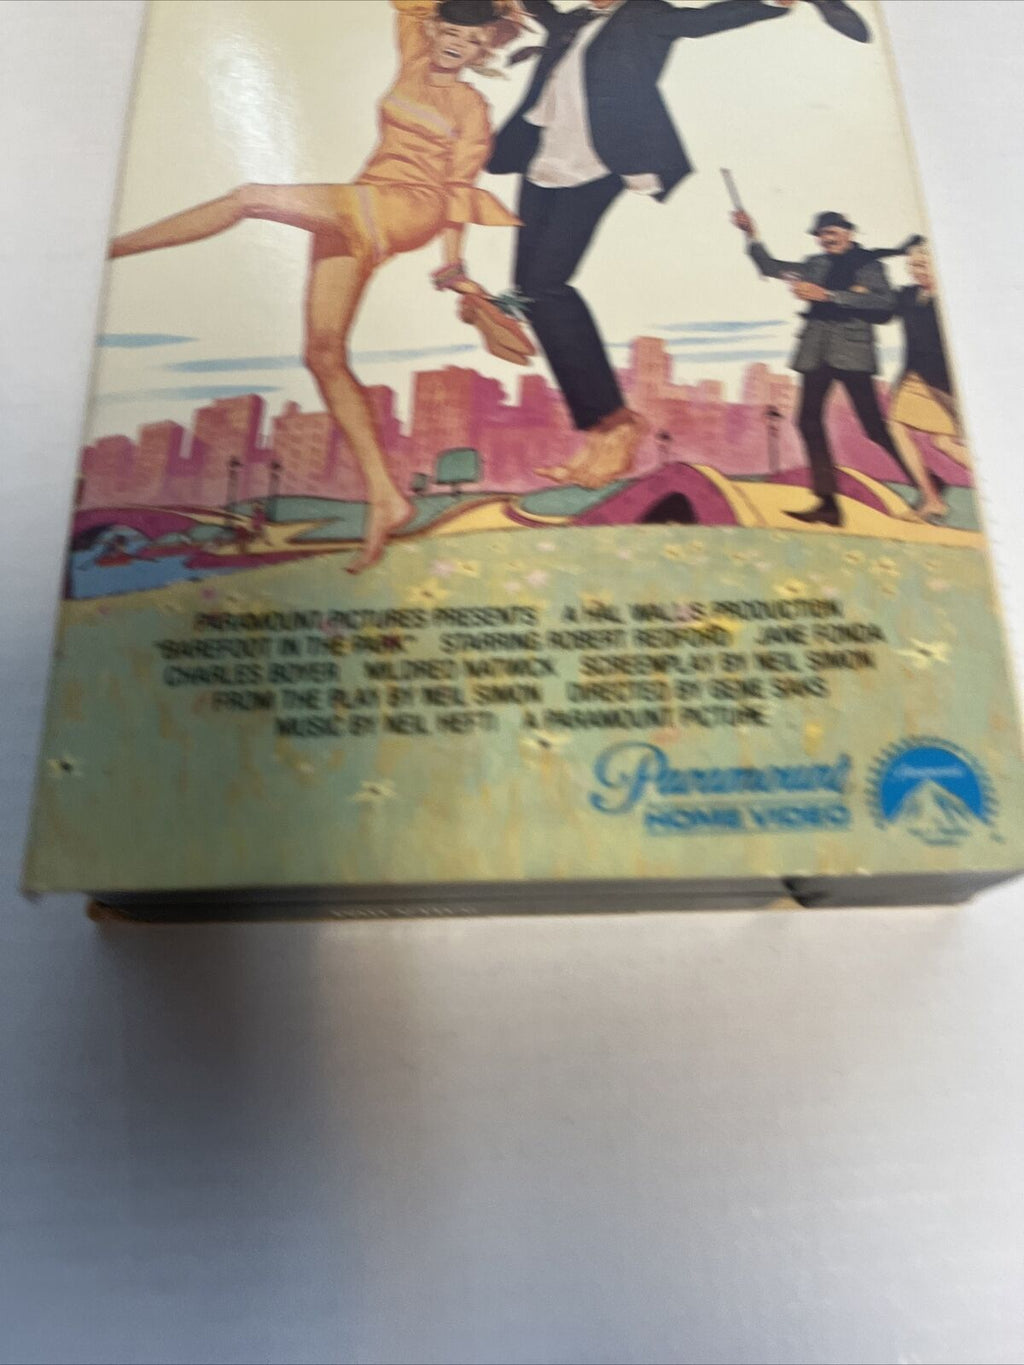 PARAMOUNT PICTURES PRESENTS A HAL WALLIS PRODUCTION
"BAREFOOT IN THE PARK" STARRING ROBERT REDFORD JANE FONDA
CHARLES BOYER MILDRED NATWICK SCREENPLAY BY NEIL SIMON
FROM THE PLAY BY NEIL SIMON DIRECTED BY GENE SAKS
MUSIC BY NEIL HEFTI A PARAMOUNT PICTURE
Paramount
HOME VIDEO
Paramount